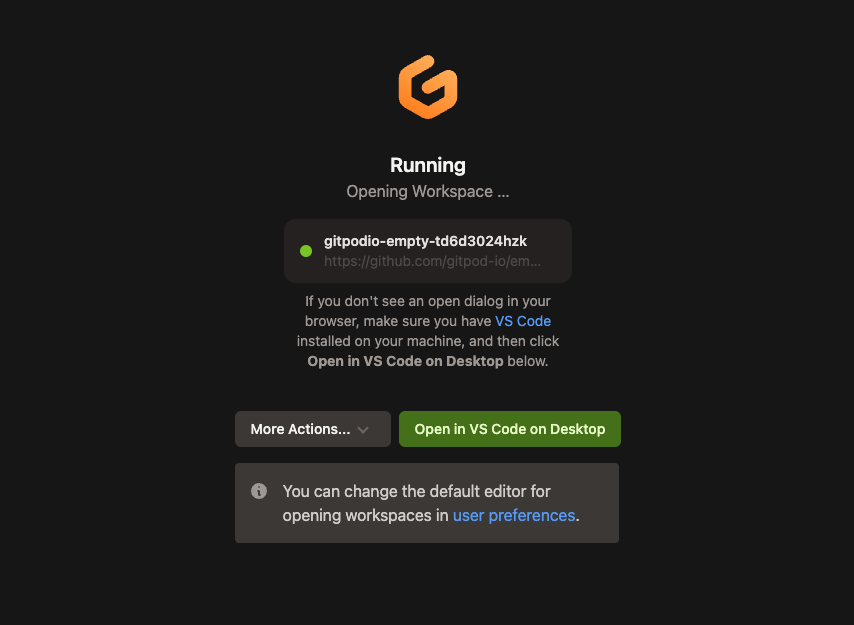 Running
Opening Workspace ...
gitpodio-empty-td6d3024hzk
https://github.com/gitpod-io/em...
If you don't see an open dialog in your
browser, make sure you have VS Code
installed on your machine, and then click
Open in VS Code on Desktop below.
More Actions...
Open in VS Code on Desktop
You can change the default editor for
opening workspaces in user preferences.